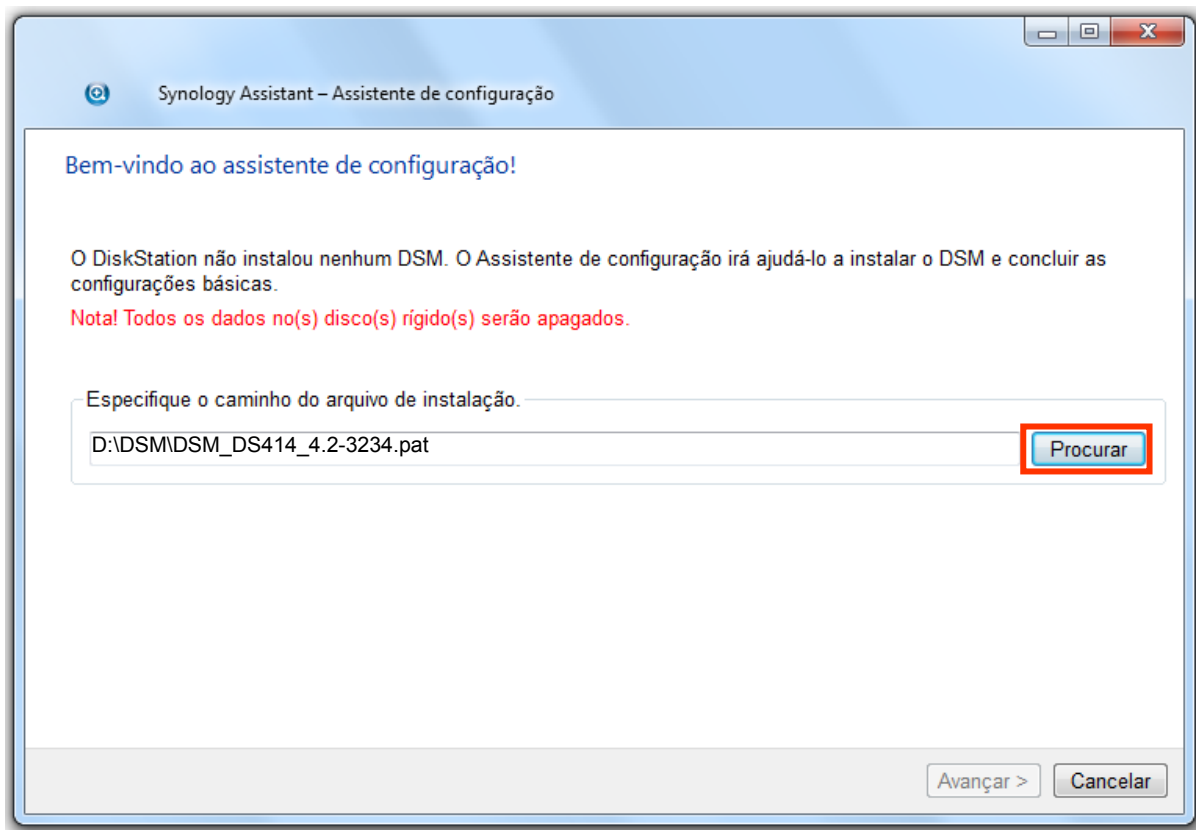 Synology Assistant – Assistente de configuração
Bem-vindo ao assistente de configuração!
O DiskStation não instalou nenhum DSM. O Assistente de configuração irá ajudá-lo a instalar o DSM e concluir as
configurações básicas.
Nota! Todos os dados no(s) disco(s) rígido(s) serão apagados.
Especifique o caminho do arquivo de instalação.
D:\DSM\DSM_DS414_4.2-3234.pat
Procurar
Avançar >
Cancelar